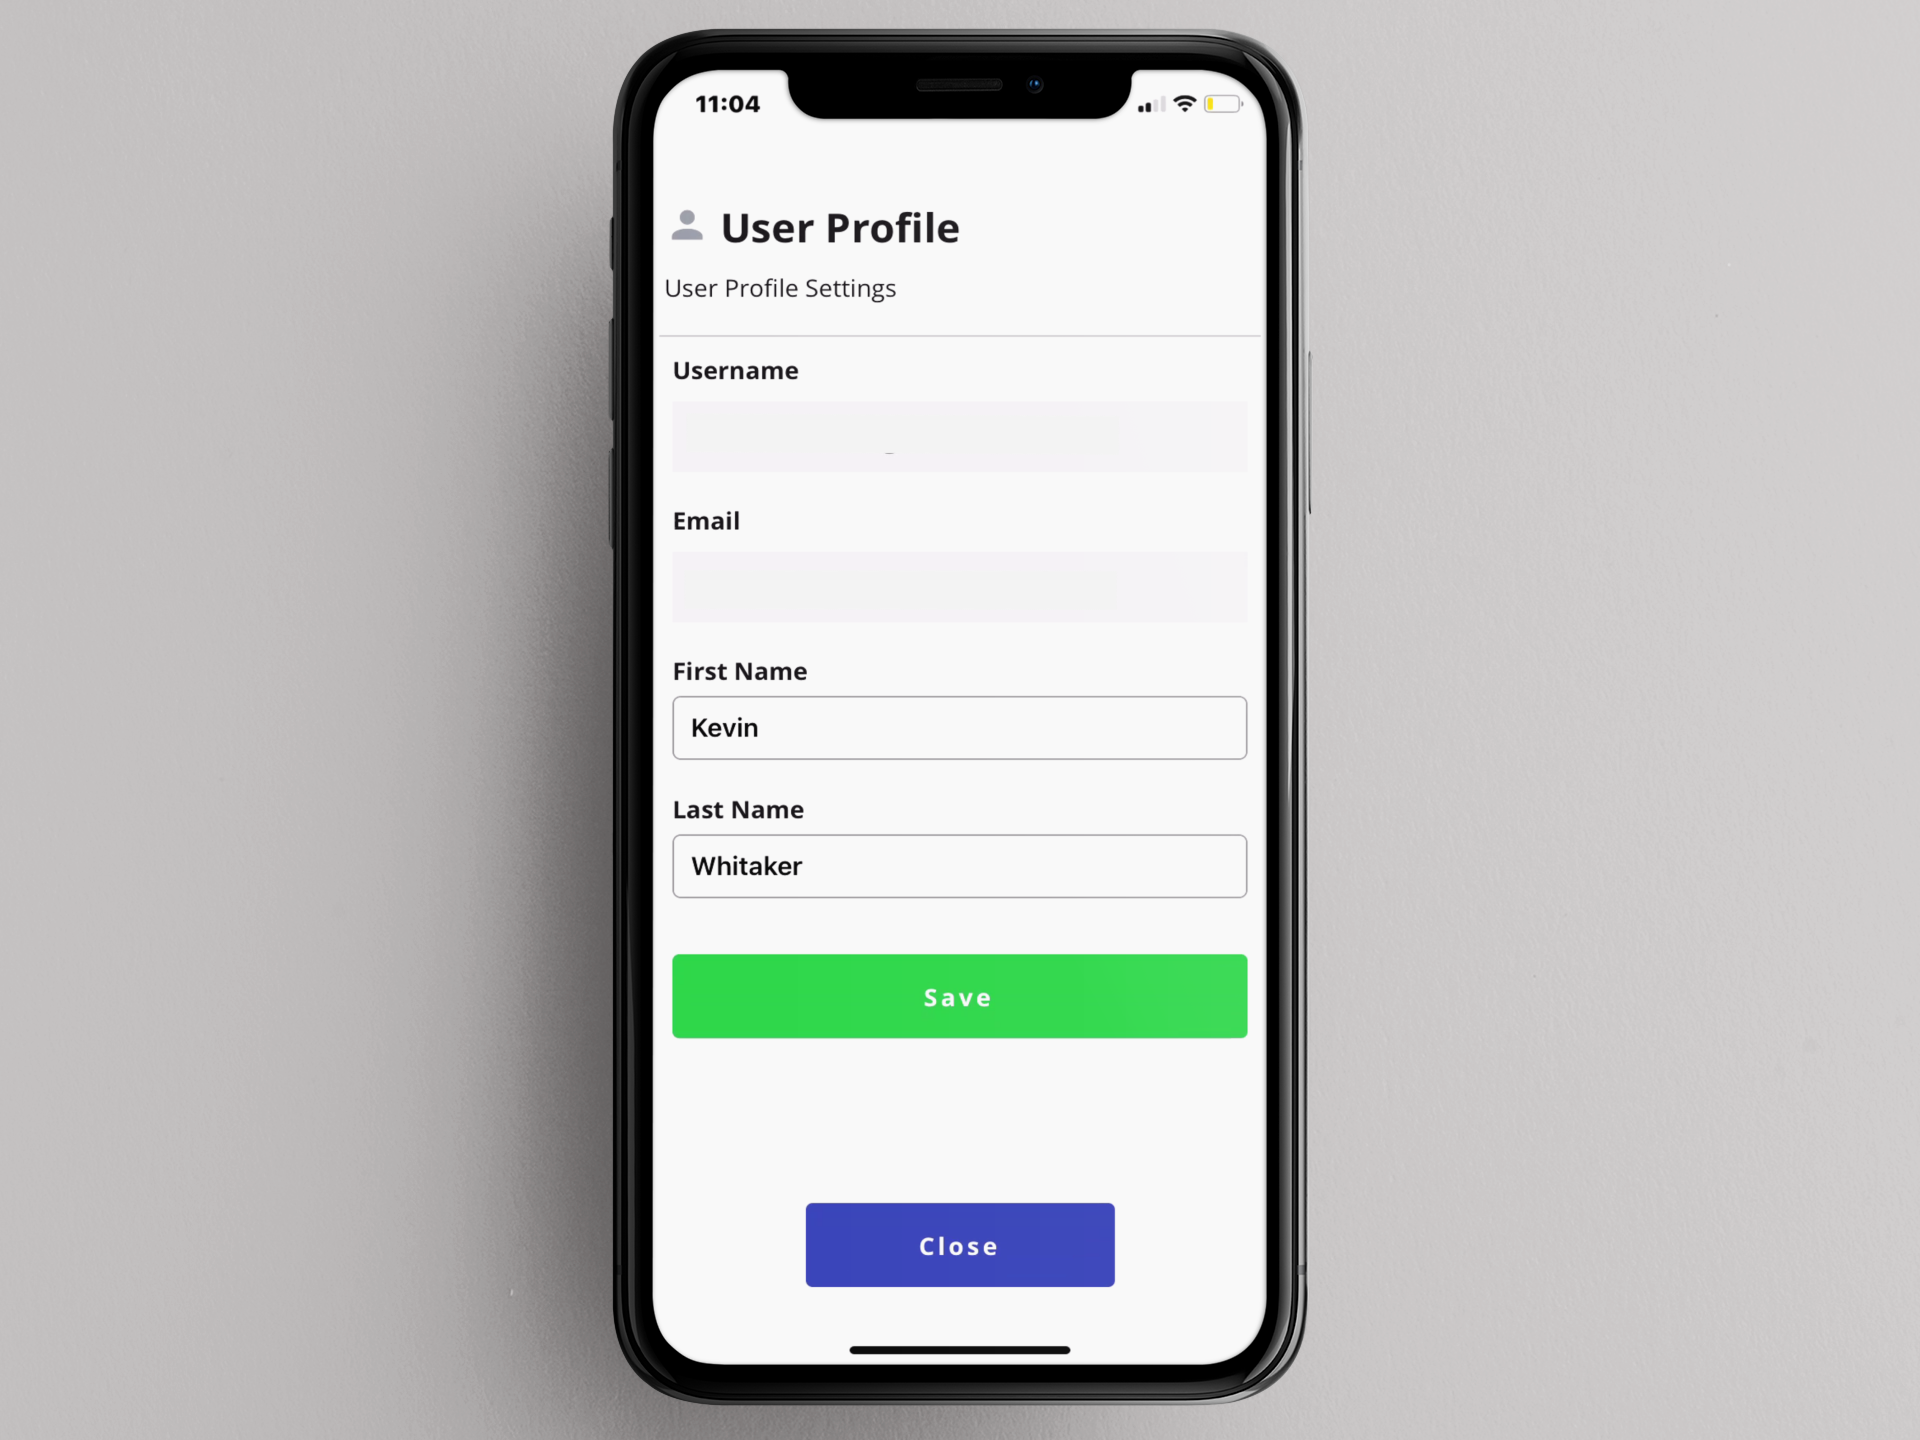 11:04
User Profile
User Profile Settings
Username
Email
First Name
Kevin
Last Name
Whitaker
Save
Close